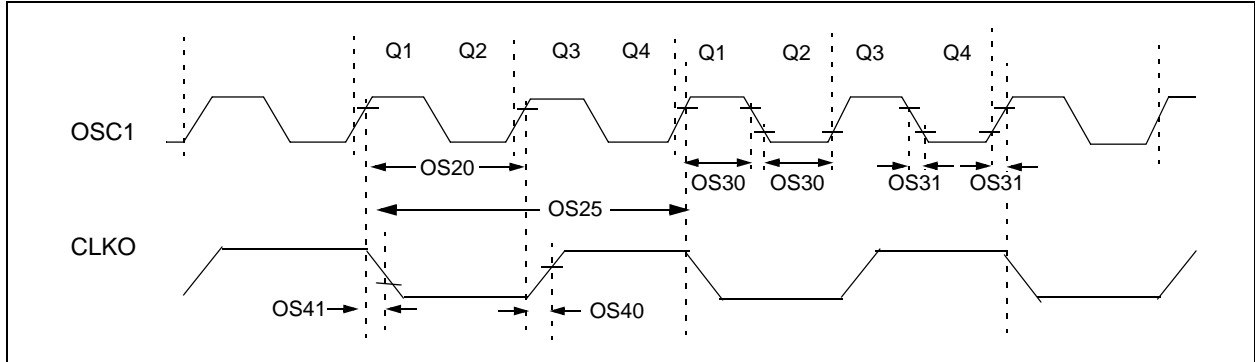 Q1 Q2 Q3 Q4 Q1 Q2 Q3 Q4
OSC1
OS20
OS30 OS30 OS31 OS31
OS25
CLKO
OS41 OS40